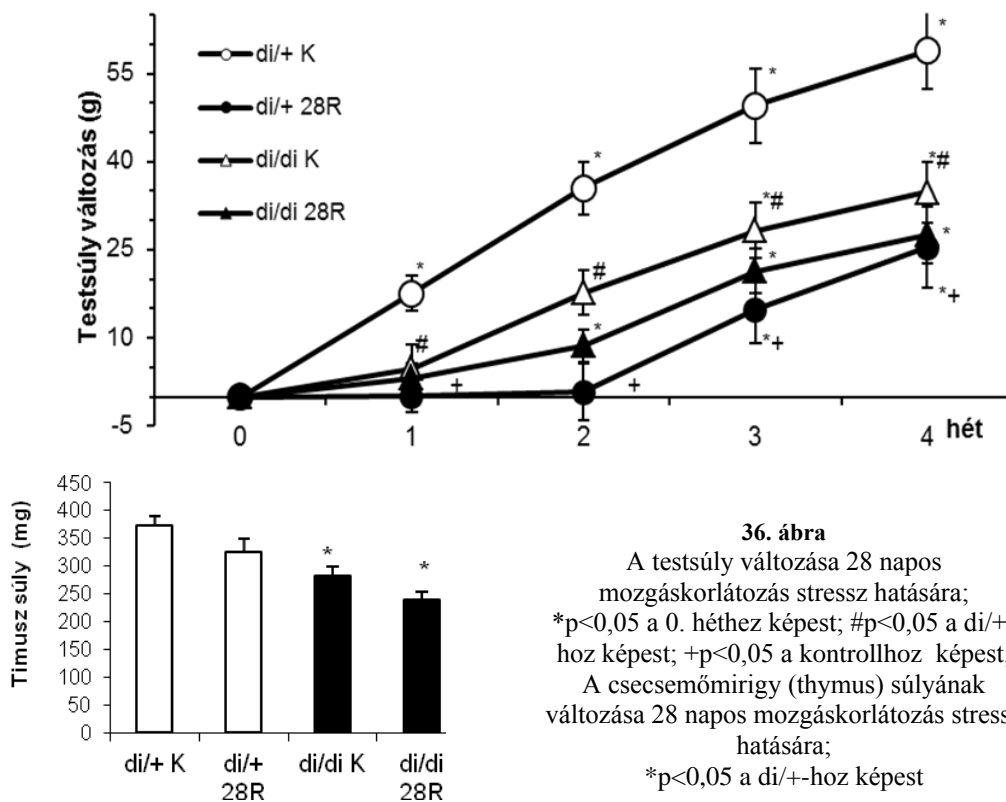 Testsúly változás (g)
55
40
25
10
-5
di/+ K
di/+ 28R
di/di K
di/di 28R
*
*
*
*
#
#
*#
*#
*
*
*
+
+
*+
*+
0 1 2 3 4 hét
Timusz súly (mg)
450
400
350
300
250
200
150
100
50
0
* *
di/+ K di/+ di/di K di/di
28R 28R
36. ábra
A testsúly változása 28 napos
mozgáskorlátozás stressz hatására;
*p<0,05 a 0. héthez képest; #p<0,05 a di/+
hoz képest; +p<0,05 a kontrollhoz képest;
A csecsemőmirigy (thymus) súlyának
változása 28 napos mozgáskorlátozás stress
hatására;
*p<0,05 a di/+-hoz képest